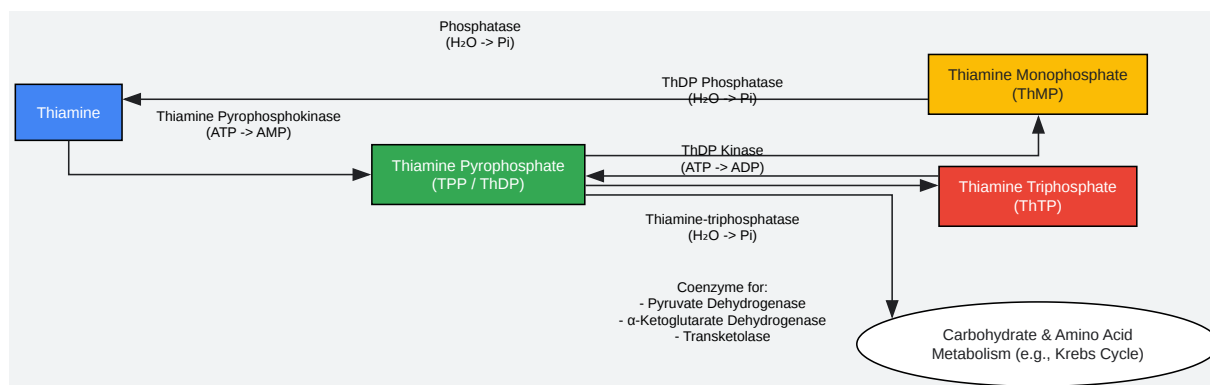 Phosphatase
(H₂O -> Pi)
Thiamine
Thiamine Pyrophosphokinase
(ATP -> AMP)
ThDP Phosphatase
(H₂O -> Pi)
Thiamine Monophosphate
(ThMP)
Thiamine Pyrophosphate
(TPP / ThDP)
ThDP Kinase
(ATP -> ADP)
Thiamine Triphosphate
(ThTP)
Thiamine-triphosphatase
(H₂O -> Pi)
Coenzyme for:
- Pyruvate Dehydrogenase
- α-Ketoglutarate Dehydrogenase
- Transketolase
Carbohydrate & Amino Acid
Metabolism (e.g., Krebs Cycle)